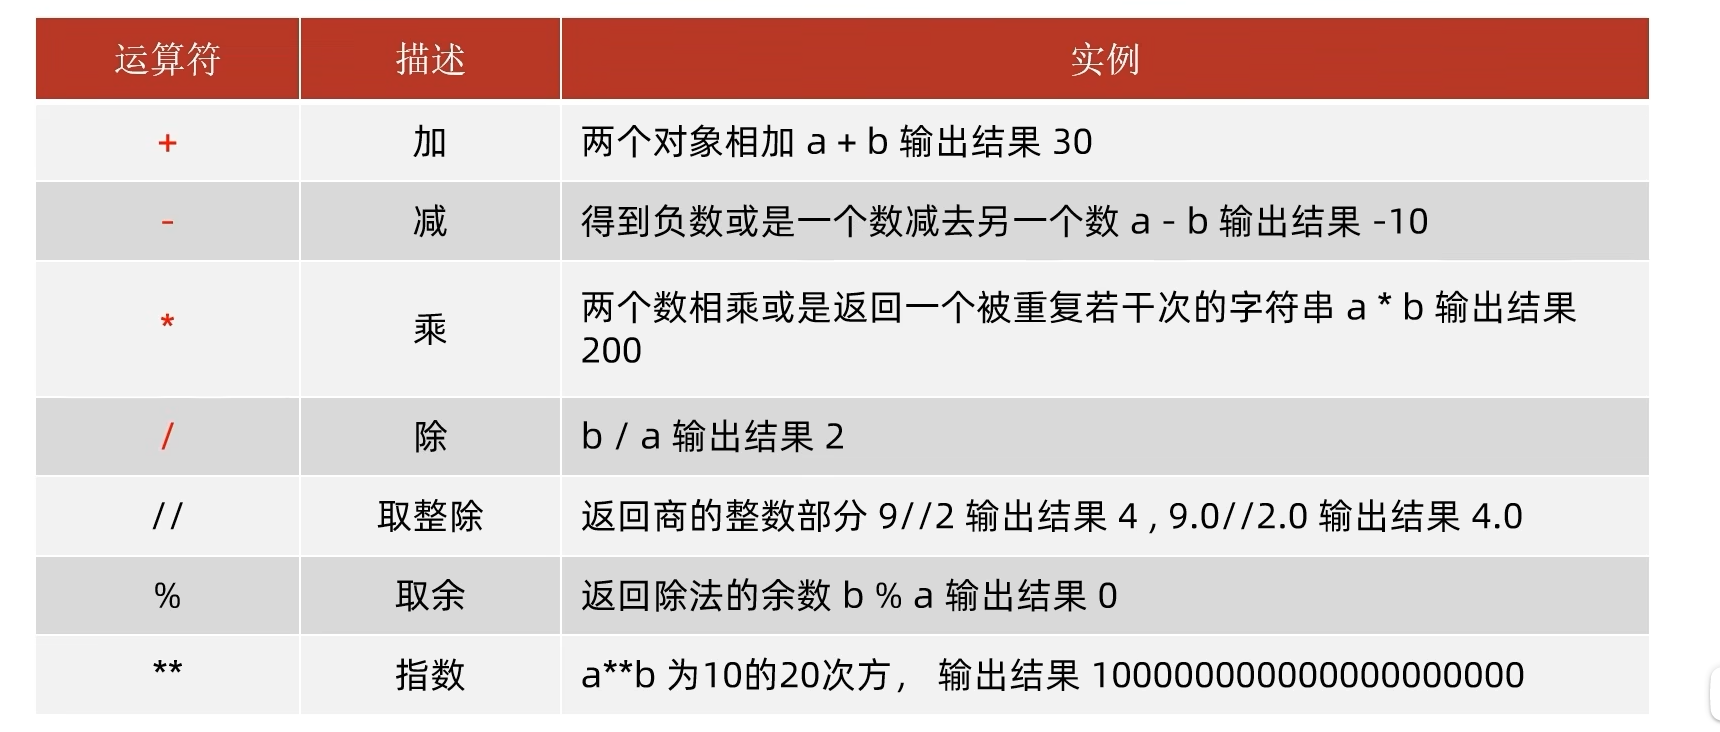 运算符 描述 实例
+ 加 两个对象相加 a + b 输出结果 30
- 减 得到负数或是一个数减去另一个数 a - b 输出结果 -10
* 乘 两个数相乘或是返回一个被重复若干次的字符串 a * b 输出结果
200
/ 除 b / a 输出结果 2
// 取整除 返回商的整数部分 9//2 输出结果 4 , 9.0//2.0 输出结果 4.0
% 取余 返回除法的余数 b % a 输出结果 0
** 指数 a**b 为10的20次方， 输出结果 100000000000000000000